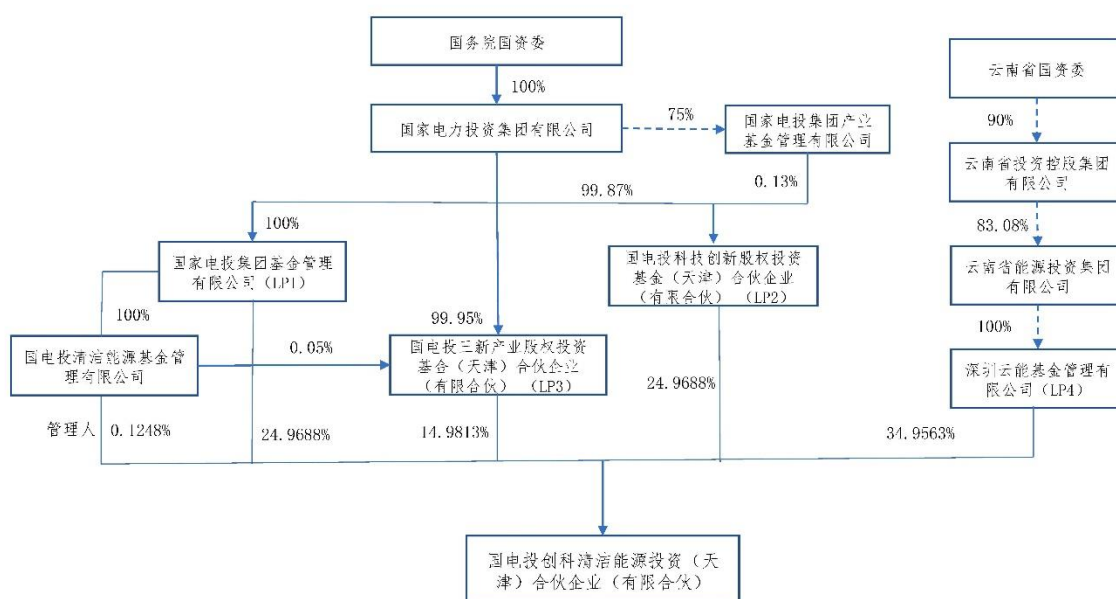 国务院国资委
云南省国资委
100%
国家电力投资集团有限公司
75%
国家电投集团产业
基金管理有限公司
90%
云南省投资控股集团
有限公司
99.87%
0.13%
100%
83.08%
国家电投集团基金管理
有限公司(LP1)
国电投科技创新股权投资
基金（天津）合伙企业
（有限合伙） (LP2)
云南省能源投资集团
有限公司
100%
99.95%
100%
国电投清洁能源基金管
理有限公司
0.05%
国电投三新产业股权投资
基合（天津）合伙企业
（有限合伙） (LP3)
24.9688%
深圳云能基金管理有
限公司(LP4)
管理人
0.1248%
24.9688%
14.9813%
34.9563%
国电投创科清洁能源投资（天
津）合伙企业（有限合伙）